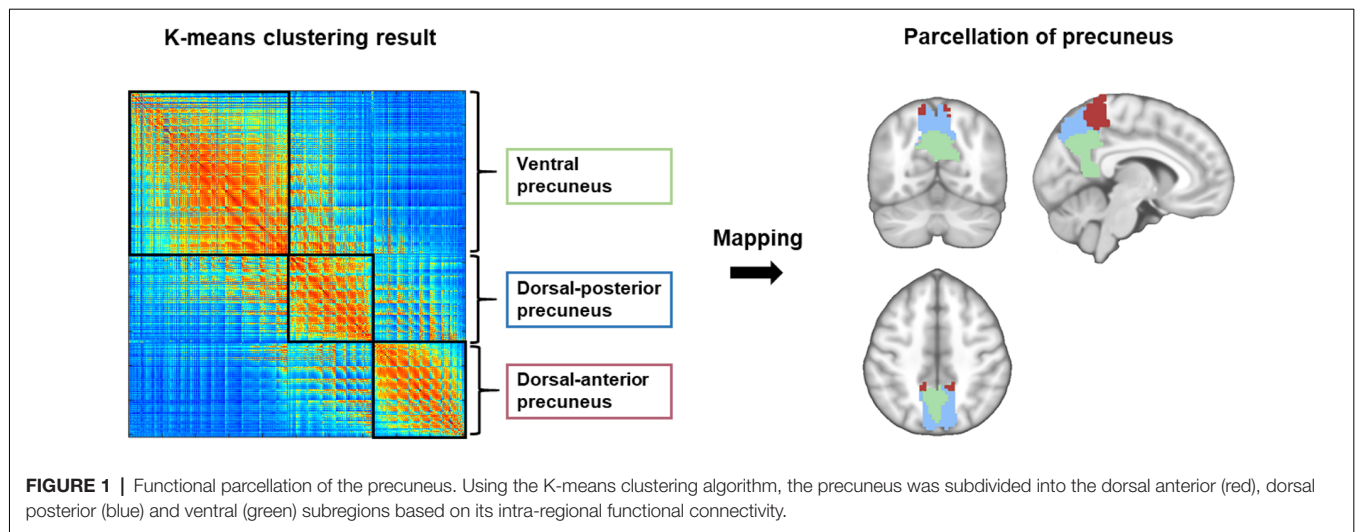 K-means clustering result
Parcellation of precuneus
Ventral
precuneus
Mapping
Dorsal-posterior
precuneus
Dorsal-anterior
precuneus
FIGURE 1 | Functional parcellation of the precuneus. Using the K-means clustering algorithm, the precuneus was subdivided into the dorsal anterior (red), dorsal
posterior (blue) and ventral (green) subregions based on its intra-regional functional connectivity.